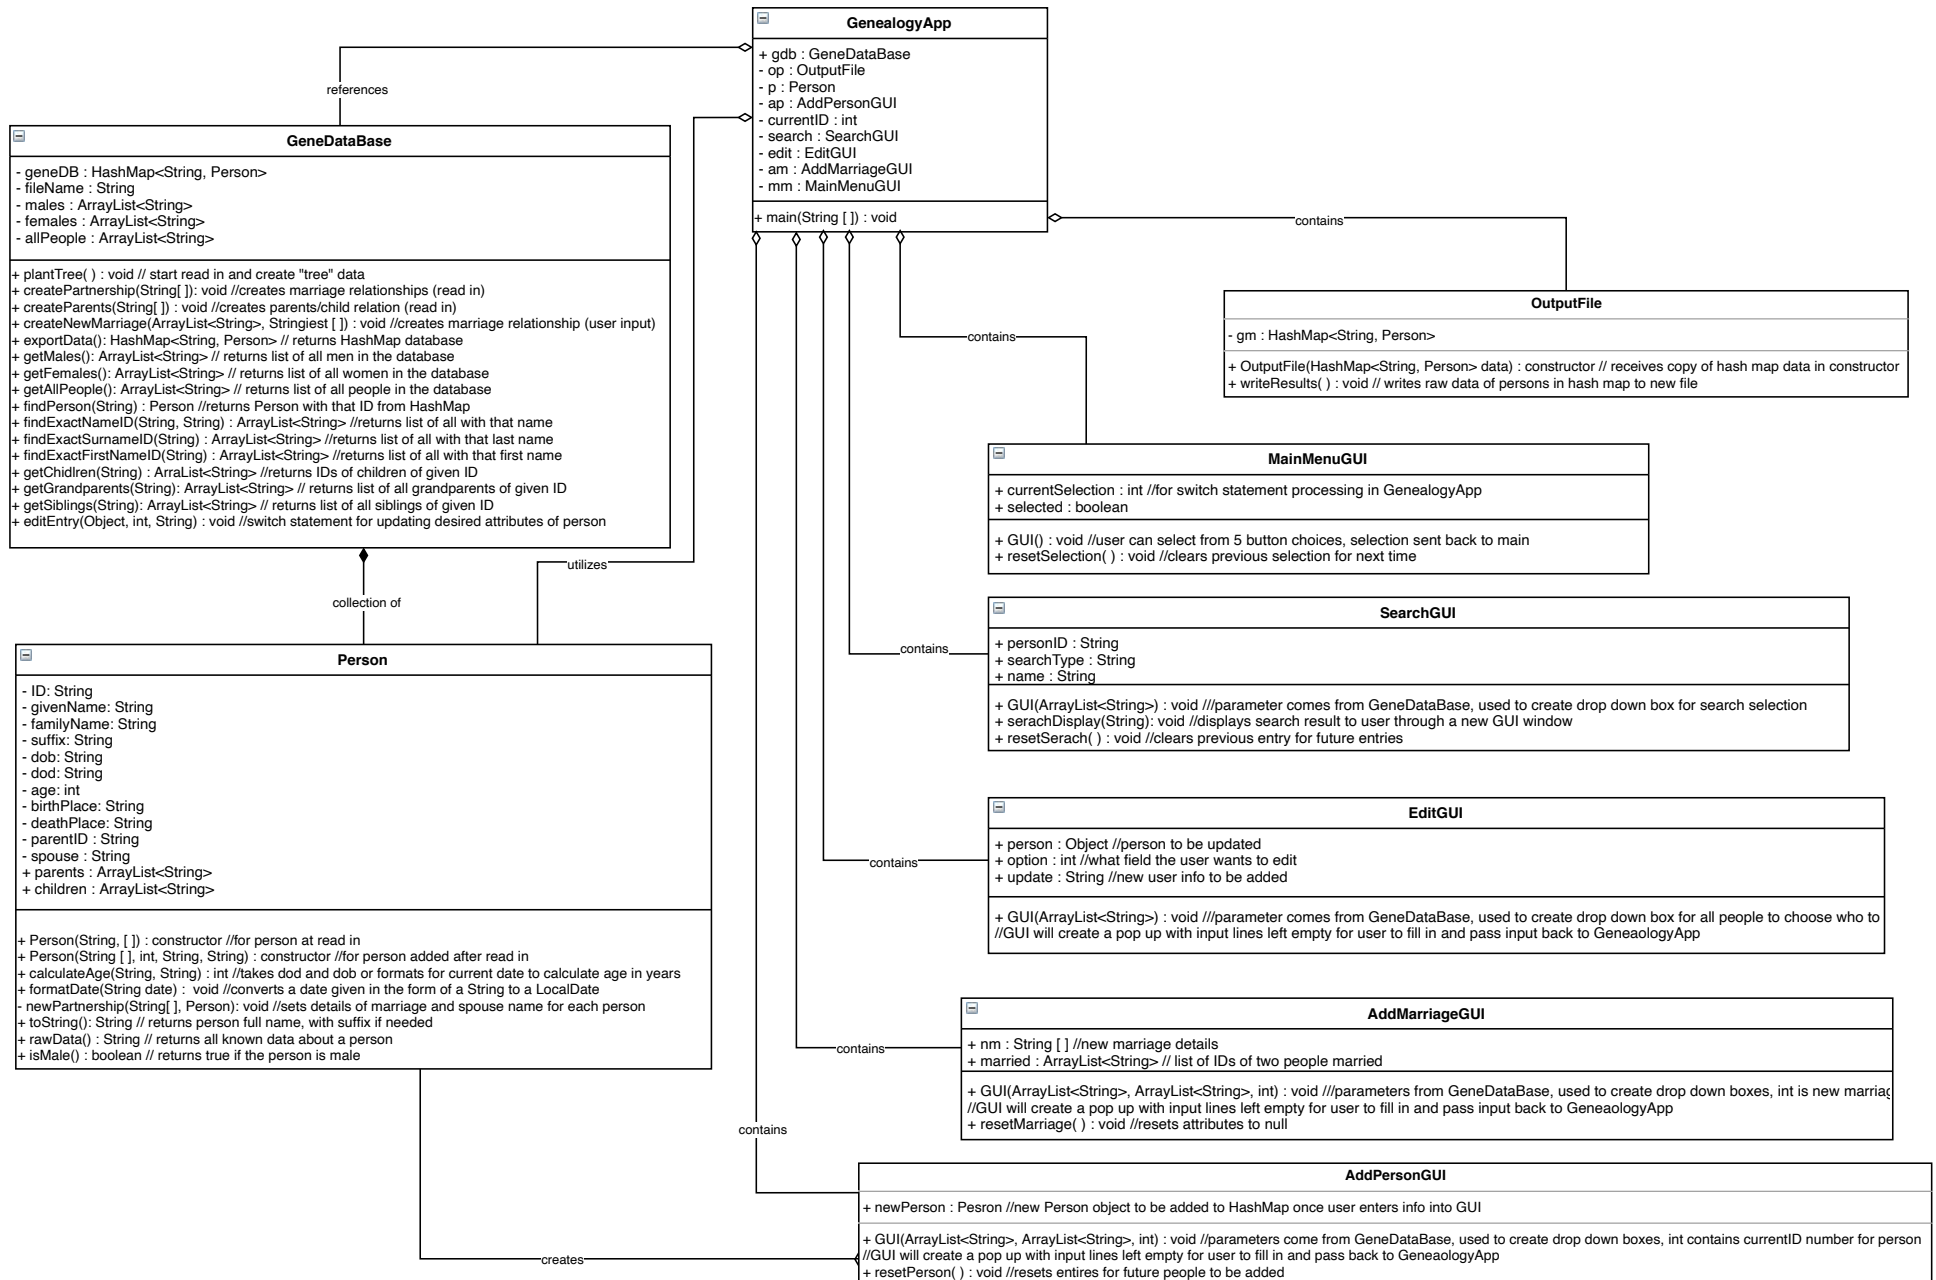 GenealogyApp
+ gdb : GeneDataBase
- op : OutputFile
- p : Person
- ap : AddPersonGUI
- currentID : int
- search : SearchGUI
- edit : EditGUI
- am : AddMarriageGUI
- mm : MainMenuGUI
+ main(String [ ]) : void
references
GeneDataBase
- geneDB : HashMap<String, Person>
- fileName : String
- males : ArrayList<String>
- females : ArrayList<String>
- allPeople : ArrayList<String>
+ plantTree( ) : void // start read in and create "tree" data
+ createPartnership(String[ ]): void //creates marriage relationships (read in)
+ createParents(String[ ]) : void //creates parents/child relation (read in)
+ createNewMarriage(ArrayList<String>, Stringiest [ ]) : void //creates marriage relationship (user input)
+ exportData(): HashMap<String, Person> // returns HashMap database
+ getMales(): ArrayList<String> // returns list of all men in the database
+ getFemales(): ArrayList<String> // returns list of all women in the database
+ getAllPeople(): ArrayList<String> // returns list of all people in the database
+ findPerson(String) : Person //returns Person with that ID from HashMap
+ findExactNameID(String, String) : ArrayList<String> //returns list of all with that name
+ findExactSurnameID(String) : ArrayList<String> //returns list of all with that last name
+ findExactFirstNameID(String) : ArrayList<String> //returns list of all with that first name
+ getChidlren(String) : ArraList<String> //returns IDs of children of given ID
+ getGrandparents(String): ArrayList<String> // returns list of all grandparents of given ID
+ getSiblings(String): ArrayList<String> // returns list of all siblings of given ID
+ editEntry(Object, int, String) : void //switch statement for updating desired attributes of person
contains
OutputFile
- gm : HashMap<String, Person>
+ OutputFile(HashMap<String, Person> data) : constructor // receives copy of hash map data in constructor
+ writeResults( ) : void // writes raw data of persons in hash map to new file
contains
MainMenuGUI
+ currentSelection : int //for switch statement processing in GenealogyApp
+ selected : boolean
+ GUI() : void //user can select from 5 button choices, selection sent back to main
+ resetSelection( ) : void //clears previous selection for next time
utilizes
collection of
Person
- ID: String
- givenName: String
- familyName: String
- suffix: String
- dob: String
- dod: String
- age: int
- birthPlace: String
- deathPlace: String
- parentID : String
- spouse : String
+ parents : ArrayList<String>
+ children : ArrayList<String>
+ Person(String, [ ]) : constructor //for person at read in
+ Person(String [ ], int, String, String) : constructor //for person added after read in
+ calculateAge(String, String) : int //takes dod and dob or formats for current date to calculate age in years
+ formatDate(String date) : void //converts a date given in the form of a String to a LocalDate
- newPartnership(String[ ], Person): void //sets details of marriage and spouse name for each person
+ toString(): String // returns person full name, with suffix if needed
+ rawData() : String // returns all known data about a person
+ isMale() : boolean // returns true if the person is male
contains
SearchGUI
+ personID : String
+ searchType : String
+ name : String
+ GUI(ArrayList<String>) : void ///parameter comes from GeneDataBase, used to create drop down box for search selection
+ serachDisplay(String): void //displays search result to user through a new GUI window
+ resetSerach( ) : void //clears previous entry for future entries
contains
EditGUI
+ person : Object //person to be updated
+ option : int //what field the user wants to edit
+ update : String //new user info to be added
+ GUI(ArrayList<String>) : void ///parameter comes from GeneDataBase, used to create drop down box for all people to choose who to
//GUI will create a pop up with input lines left empty for user to fill in and pass input back to GeneaologyApp
contains
AddMarriageGUI
+ nm : String [ ] //new marriage details
+ married : ArrayList<String> // list of IDs of two people married
+ GUI(ArrayList<String>, ArrayList<String>, int) : void ///parameters from GeneDataBase, used to create drop down boxes, int is new marriag
//GUI will create a pop up with input lines left empty for user to fill in and pass input back to GeneaologyApp
+ resetMarriage( ) : void //resets attributes to null
contains
AddPersonGUI
+ newPerson : Pesron //new Person object to be added to HashMap once user enters info into GUI
+ GUI(ArrayList<String>, ArrayList<String>, int) : void //parameters come from GeneDataBase, used to create drop down boxes, int contains currentID number for person
//GUI will create a pop up with input lines left empty for user to fill in and pass back to GeneaologyApp
+ resetPerson( ) : void //resets entires for future people to be added
creates